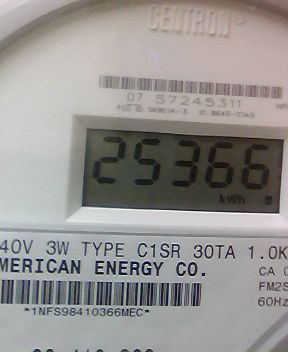 CENTRON®
07 57245311
25366
kWh
40V 3W TYPE C1SR 30TA 1.0K
MERICAN ENERGY CO.
CA
FM2S
60Hz
*1NFS98410366MEC*